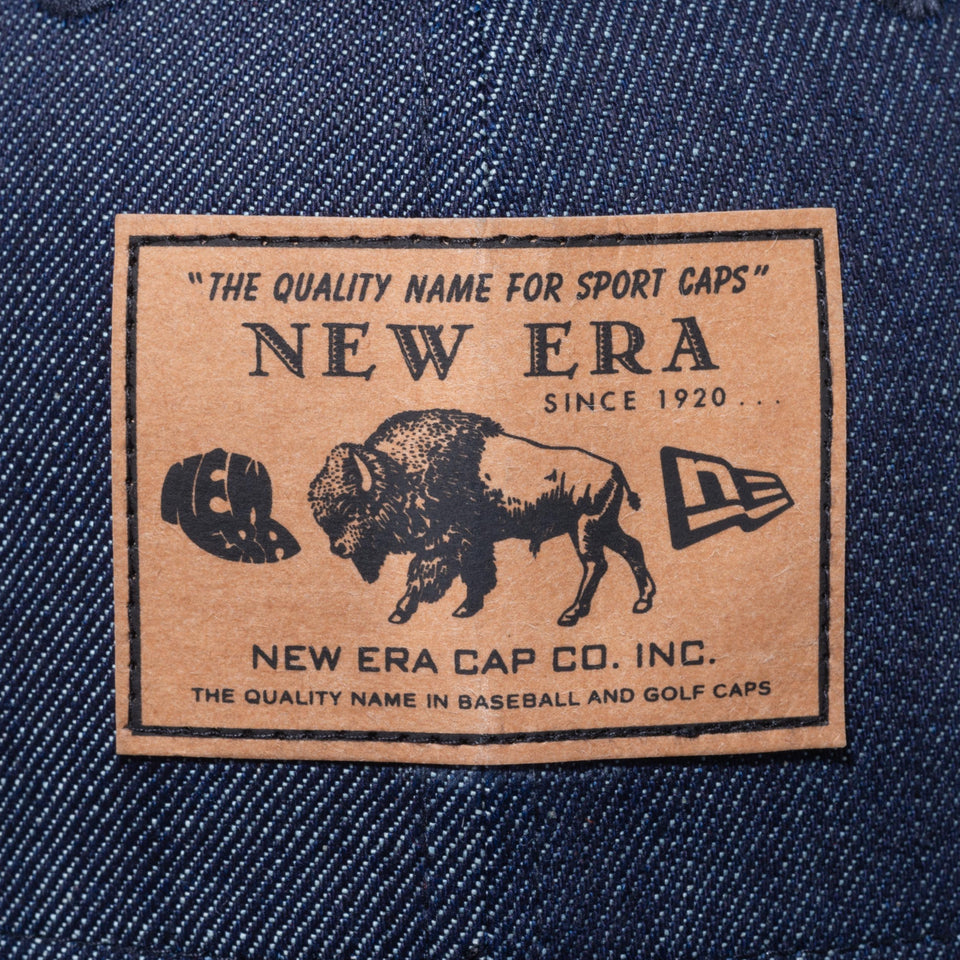 "THE QUALITY NAME FOR SPORT CAPS"
NEW ERA
SINCE 1920...
NEW ERA CAP CO. INC.
THE QUALITY NAME IN BASEBALL AND GOLF CAPS